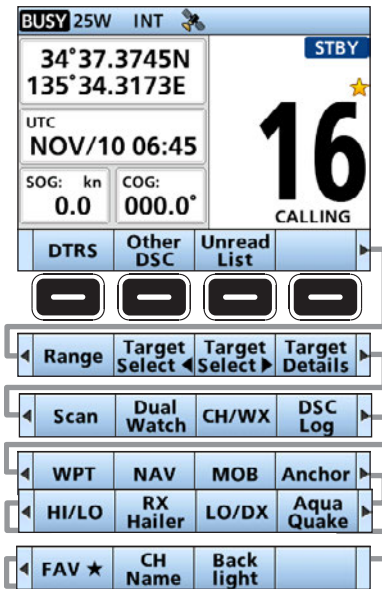 BUSY 25W INT
STBY
34°37.3745N
135°34.3173E
UTC
NOV/10 06:45
SOG: kn
0.0
COG:
000.0°
16
CALLING
DTRS
Other
DSC
Unread
List
Range
Target
Select ◀
Target
Select ▶
Target
Details
Scan
Dual
Watch
CH/WX
DSC
Log
WPT
NAV
MOB
Anchor
HI/LO
RX
Hailer
LO/DX
Aqua
Quake
FAV ★
CH
Name
Back
light